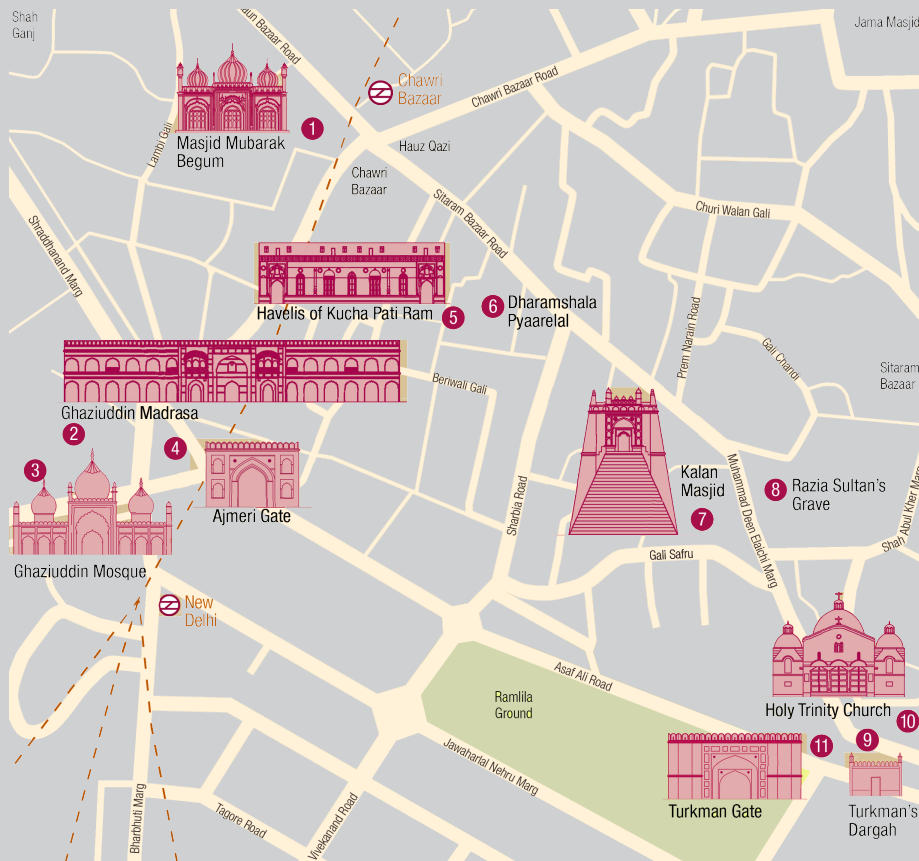 Shah
Ganj
Bazaar Road
Jama Masjid
Chawri
Bazaar
Chawri Bazaar Road
1
Masjid Mubarak
Begum
Lambi Gali
Hauz Qazi
Chawri
Bazaar
Sitaram Bazaar Road
Churi Walan Gali
Shraddhanand Marg
Havelis of Kucha Pati Ram
5
6
Dharamshala
Pyaarelal
Prem Narain Road
Gali Chandi
Sitaram
Bazaar
Beriwali Gali
Ghaziuddin Madrasa
2
3
4
Ajmeri Gate
Ghaziuddin Mosque
Sharbia Road
Kalan
Masjid
7
Muhammad Deen Elaichi Marg
8
Razia Sultan's
Grave
Shah Abul Kher Marg
Gali Safru
New
Delhi
Asaf Ali Road
Ramlila
Ground
Holy Trinity Church
10
9
11
Jawaharlal Nehru Marg
Turkman Gate
Turkman's
Dargah
Bharbhuti Marg
Tagore Road
Vivekanand Road